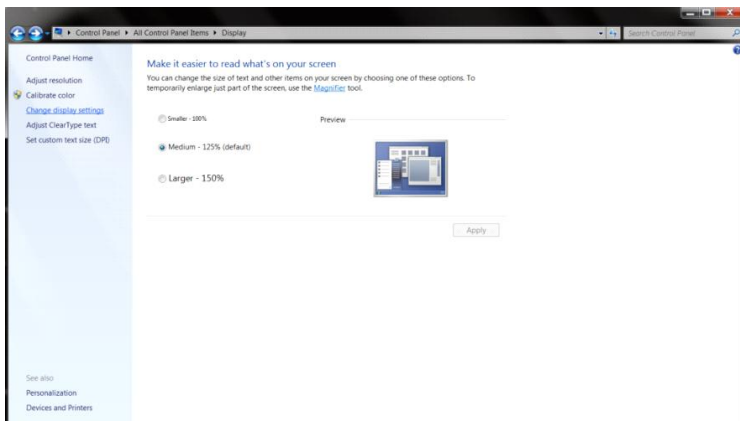 Control Panel ▸ All Control Panel Items ▸ Display
Search Control Panel
Control Panel Home
Adjust resolution
Calibrate color
Change display settings
Adjust ClearType text
Set custom text size (DPI)
See also
Personalization
Devices and Printers
Make it easier to read what's on your screen
You can change the size of text and other items on your screen by choosing one of these options. To
temporarily enlarge just part of the screen, use the Magnifier tool.
Smaller - 100%
Preview
Medium - 125% (default)
Larger - 150%
Apply